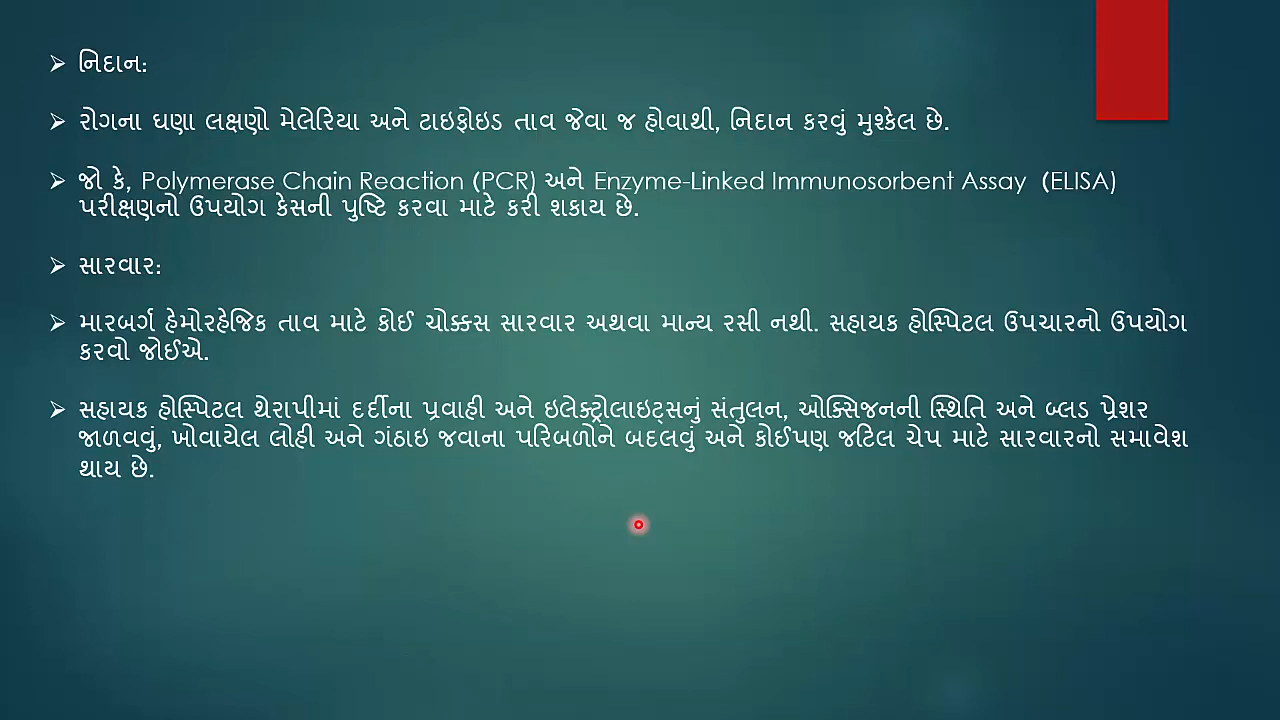 ➢ નિદાન:
➢ રોગના ઘણા લક્ષણો મેલેરિયા અને ટાઇફોઇડ તાવ જેવા જ હોવાથી, નિદાન કરવું મુશ્કેલ છે.
➢ જો કે, Polymerase Chain Reaction (PCR) અને Enzyme-Linked Immunosorbent Assay (ELISA)
પરીક્ષણનો ઉપયોગ કેસની પુષ્ટિ કરવા માટે કરી શકાય છે.
➢ સારવાર:
➢ મારબર્ગ હેમોરહેજિક તાવ માટે કોઈ ચોક્ક્સ સારવાર અથવા માન્ય રસી નથી. સહાયક હોસ્પિટલ ઉપચારનો ઉપયોગ
કરવો જોઈએ.
➢ સહાયક હોસ્પિટલ થેરાપીમાં દર્દીના પ્રવાહી અને ઇલેક્ટ્રોલાઇટ્સનું સંતુલન, ઓક્સિજનની સ્થિતિ અને બ્લડ પ્રેશર
જાળવવું, ખોવાયેલ લોહી અને ગંઠાઇ જવાના પરિબળોને બદલવું અને કોઈપણ જટિલ ચેપ માટે સારવારનો સમાવેશ
થાય છે.